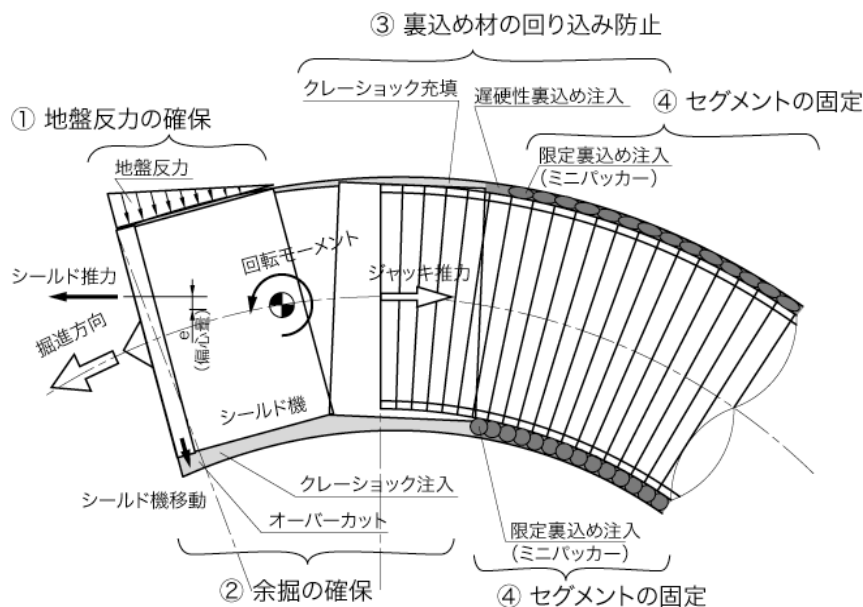 ③ 裏込め材の回り込み防止
クレーショック充填
遅硬性裏込め注入
④ セグメントの固定
① 地盤反力の確保
地盤反力
限定裏込め注入
(ミニパッカー)
回転モーメント
シールド推力
ジャッキ推力
e
(偏心量)
掘進方向
シールド機
シールド機移動
クレーショック注入
オーバーカット
限定裏込め注入
(ミニパッカー)
② 余掘の確保
④ セグメントの固定